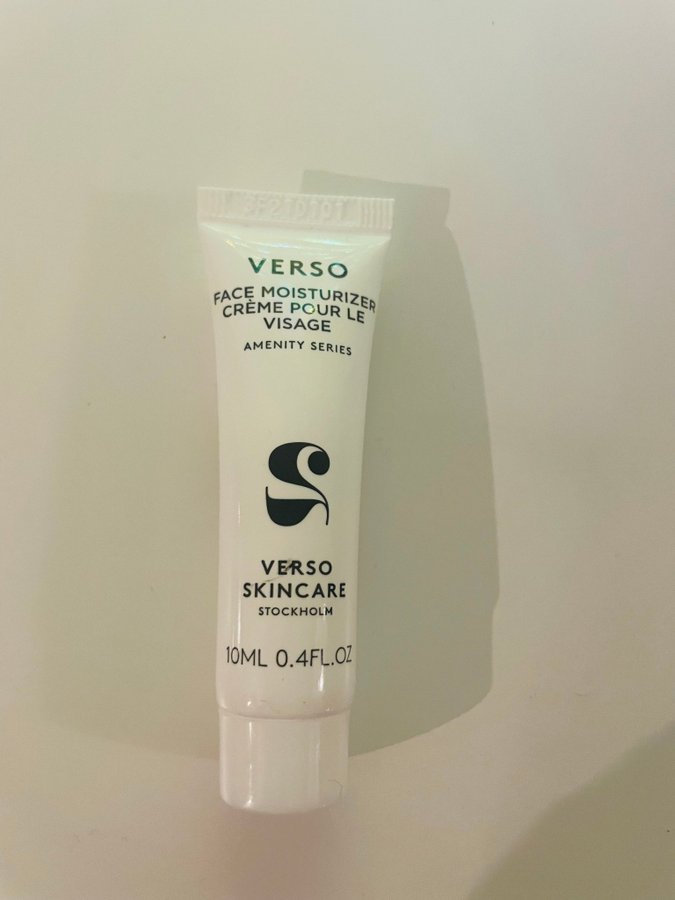 VERSO
FACE MOISTURIZER
CRÈME POUR LE
VISAGE
AMENITY SERIES
VERSO
SKINCARE
STOCKHOLM
10ML 0.4FL.OZ